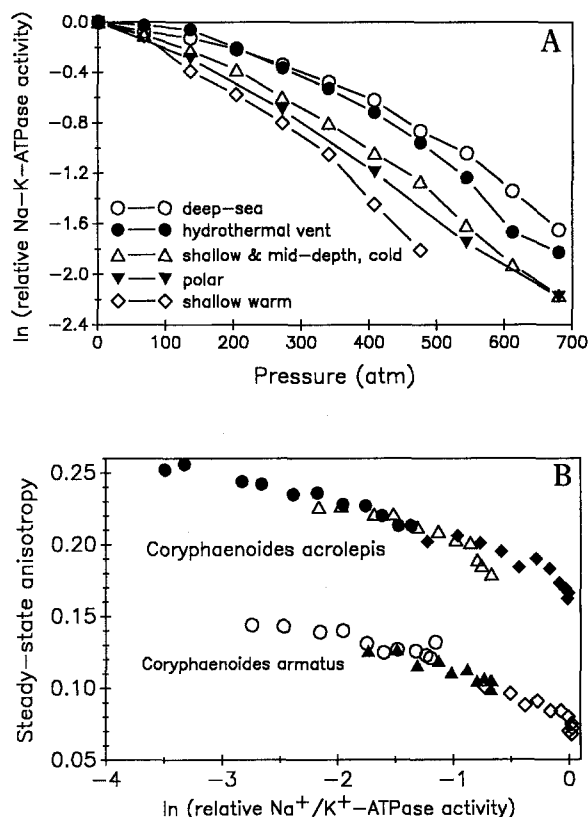 A
ln (relative Na-K-ATPase activity)
0.0
-0.4
-0.8
-1.2
-1.6
-2.0
-2.4
deep-sea
hydrothermal vent
shallow & mid-depth, cold
polar
shallow warm
0 100 200 300 400 500 600 700
Pressure (atm)
B
Steady-state anisotropy
0.25
0.20
0.15
0.10
0.05
Coryphaenoides acrolepis
Coryphaenoides armatus
−4 −3 −2 −1 0
ln (relative Na⁺/K⁺-ATPase activity)